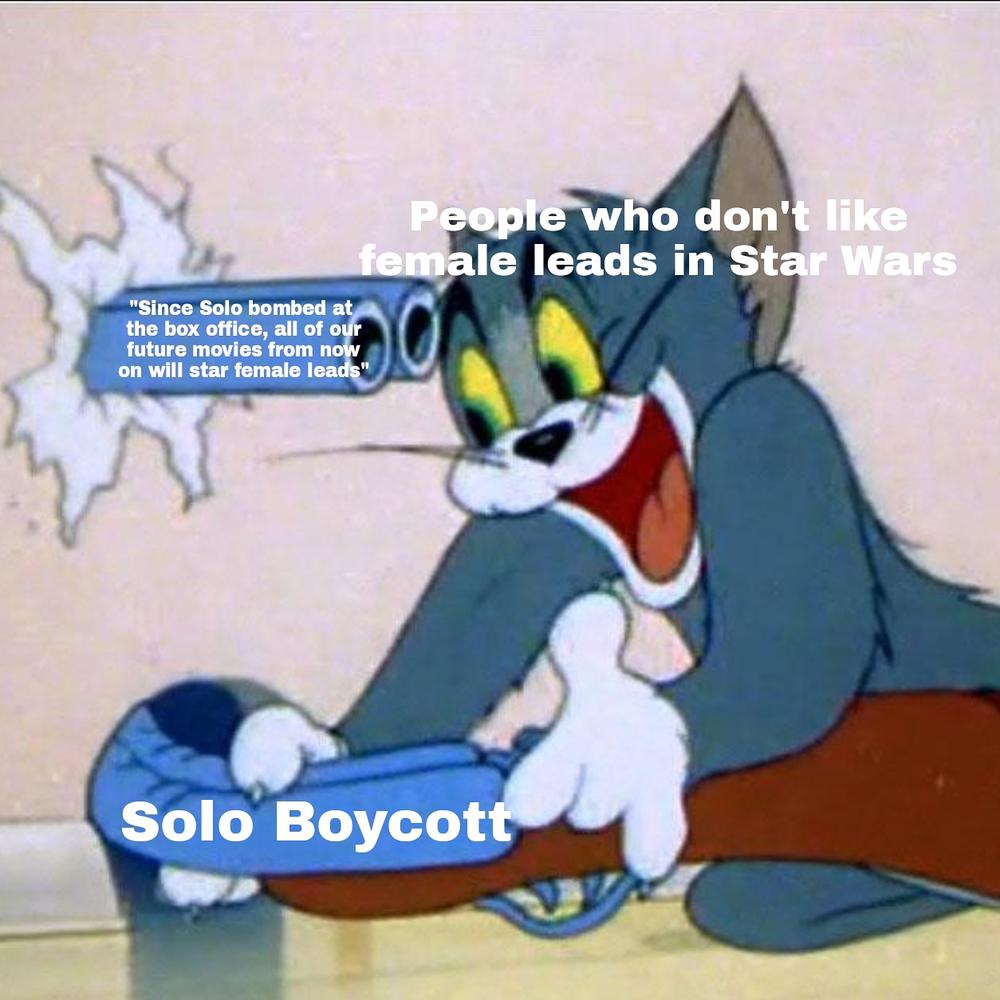 People who don't like
female leads in Star Wars
"Since Solo bombed at
the box office, all of our
future movies from now
on will star female leads"
Solo Boycott